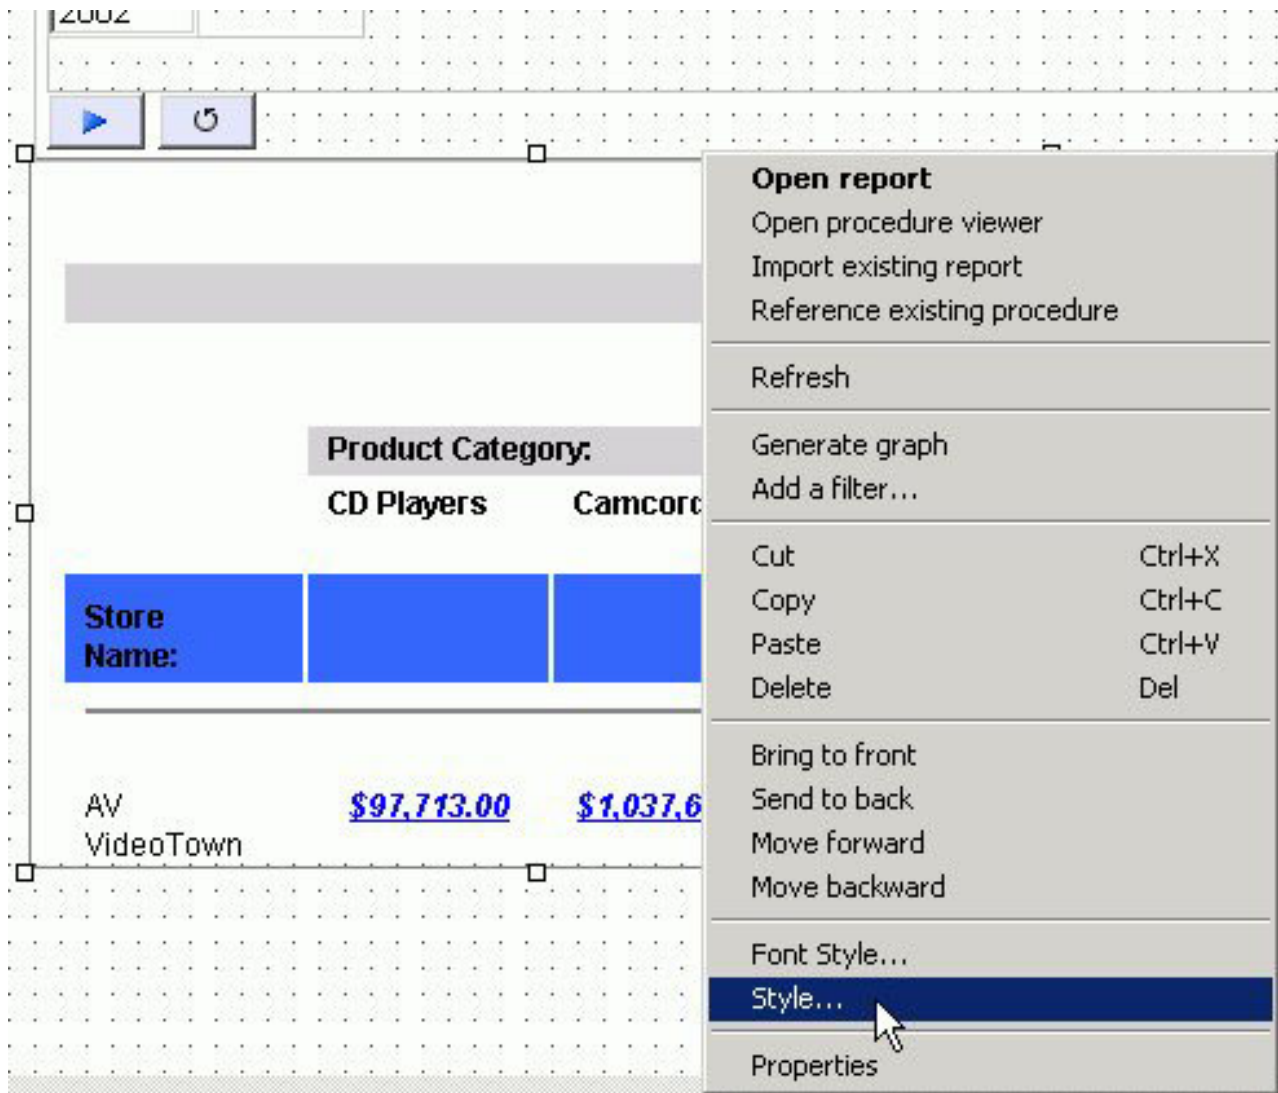 2002
Product Category:
CD Players
Store
Name:
AV
VideoTown
$97,713.00
Open report
Open procedure viewer
Import existing report
Reference existing procedure
Refresh
Generate graph
Add a filter...
Cut Ctrl+X
Copy Ctrl+C
Paste Ctrl+V
Delete Del
Bring to front
Send to back
Move forward
Move backward
Font Style...
Style...
Properties